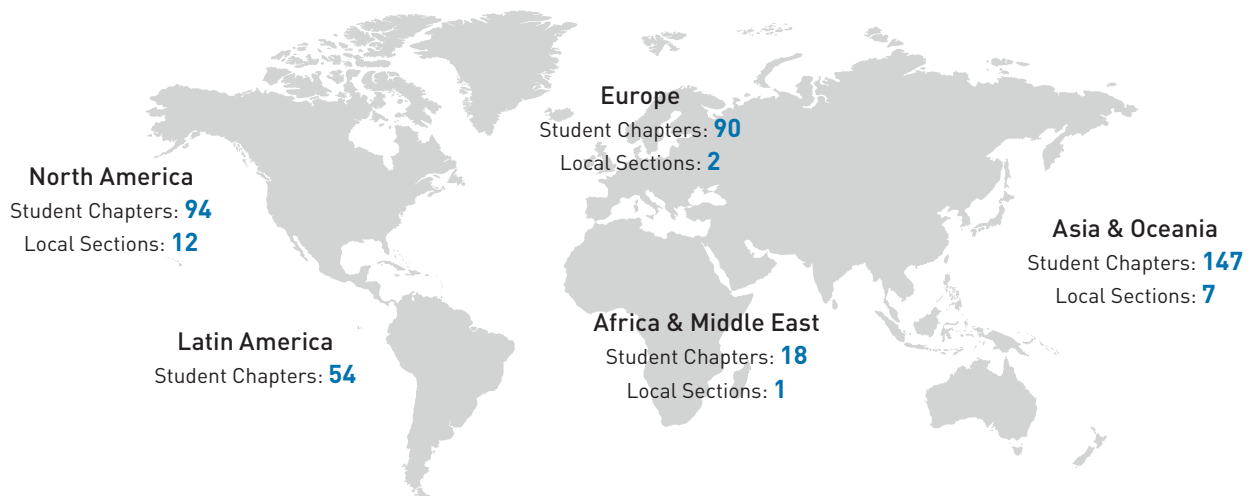 Europe
Student Chapters: 90
Local Sections: 2
North America
Student Chapters: 94
Local Sections: 12
Asia & Oceania
Student Chapters: 147
Local Sections: 7
Latin America
Student Chapters: 54
Africa & Middle East
Student Chapters: 18
Local Sections: 1